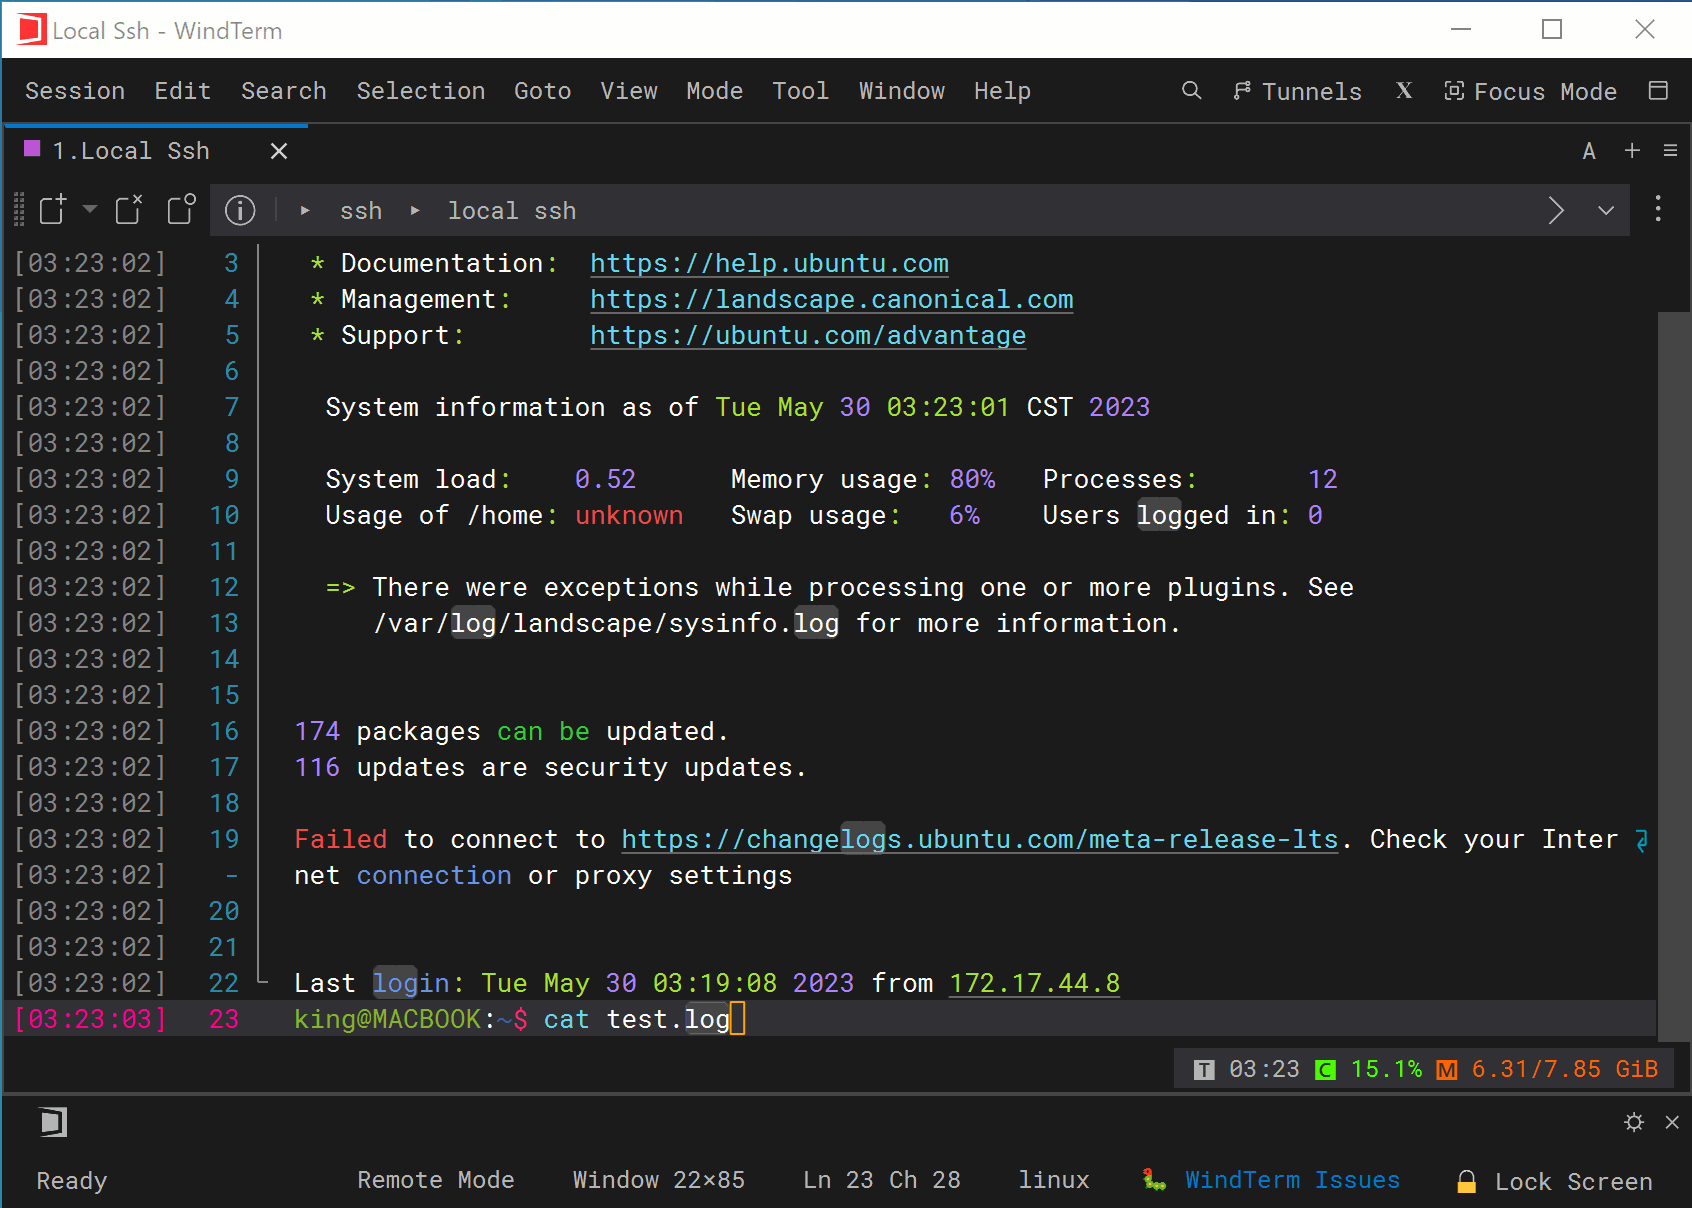 Local Ssh - WindTerm
Session Edit Search Selection Goto View Mode Tool Window Help Tunnels X Focus Mode
1.Local Ssh A
ssh local ssh
[03:23:02] 3 * Documentation: https://help.ubuntu.com
[03:23:02] 4 * Management: https://landscape.canonical.com
[03:23:02] 5 * Support: https://ubuntu.com/advantage
[03:23:02] 6
[03:23:02] 7 System information as of Tue May 30 03:23:01 CST 2023
[03:23:02] 8
[03:23:02] 9 System load: 0.52 Memory usage: 80% Processes: 12
[03:23:02] 10 Usage of /home: unknown Swap usage: 6% Users logged in: 0
[03:23:02] 11
[03:23:02] 12 => There were exceptions while processing one or more plugins. See
[03:23:02] 13 /var/log/landscape/sysinfo.log for more information.
[03:23:02] 14
[03:23:02] 15
[03:23:02] 16 174 packages can be updated.
[03:23:02] 17 116 updates are security updates.
[03:23:02] 18
[03:23:02] 19 Failed to connect to https://changelogs.ubuntu.com/meta-release-lts. Check your Inter
[03:23:02] - net connection or proxy settings
[03:23:02] 20
[03:23:02] 21
[03:23:02] 22 Last login: Tue May 30 03:19:08 2023 from 172.17.44.8
[03:23:03] 23 king@MACBOOK:~$ cat test.log
T 03:23 C 15.1% M 6.31/7.85 GiB
Ready Remote Mode Window 22×85 Ln 23 Ch 28 linux WindTerm Issues Lock Screen